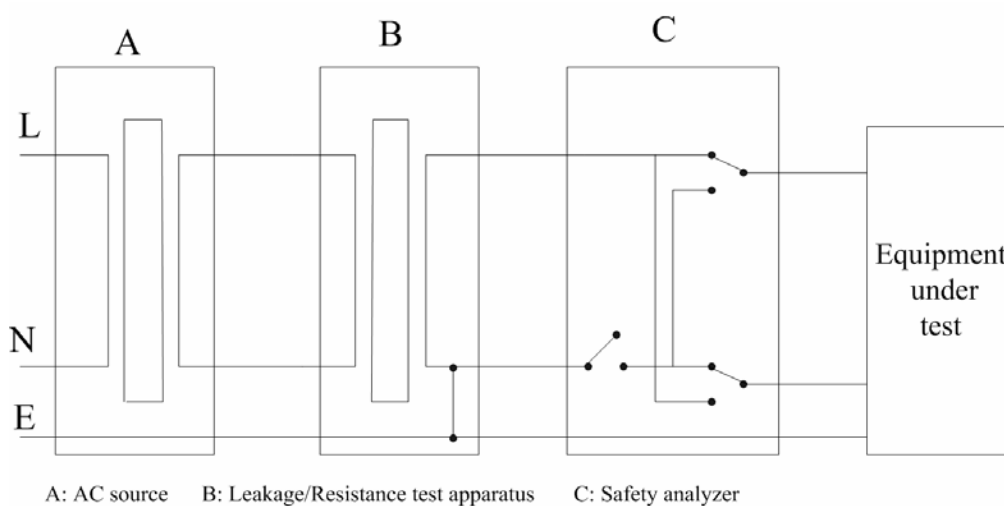 A
B
C
L
N
E
Equipment
under
test
A: AC source B: Leakage/Resistance test apparatus C: Safety analyzer